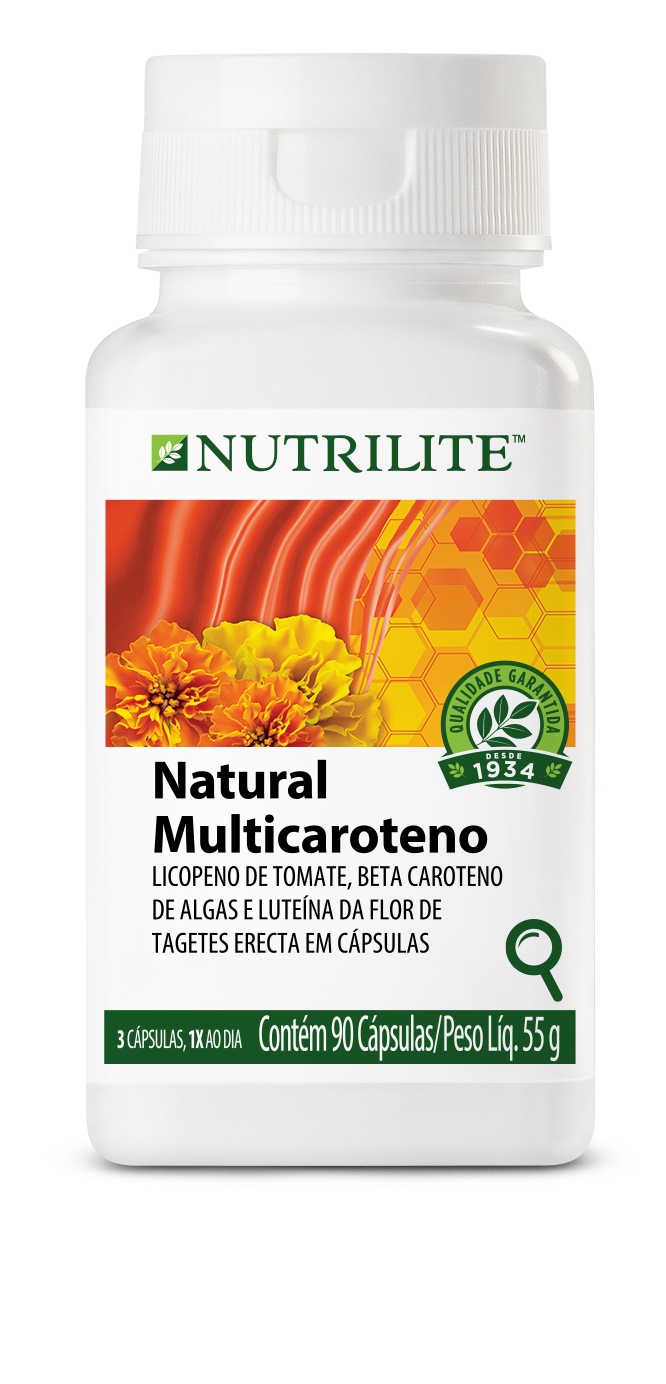 NUTRILITE™
QUALIDADE GARANTIDA
DESDE
1934
Natural
Multicaroteno
LICOPENO DE TOMATE, BETA CAROTENO
DE ALGAS E LUTEÍNA DA FLOR DE
TAGETES ERECTA EM CÁPSULAS
3 CÁPSULAS, 1X AO DIA Contém 90 Cápsulas/Peso Líq. 55 g